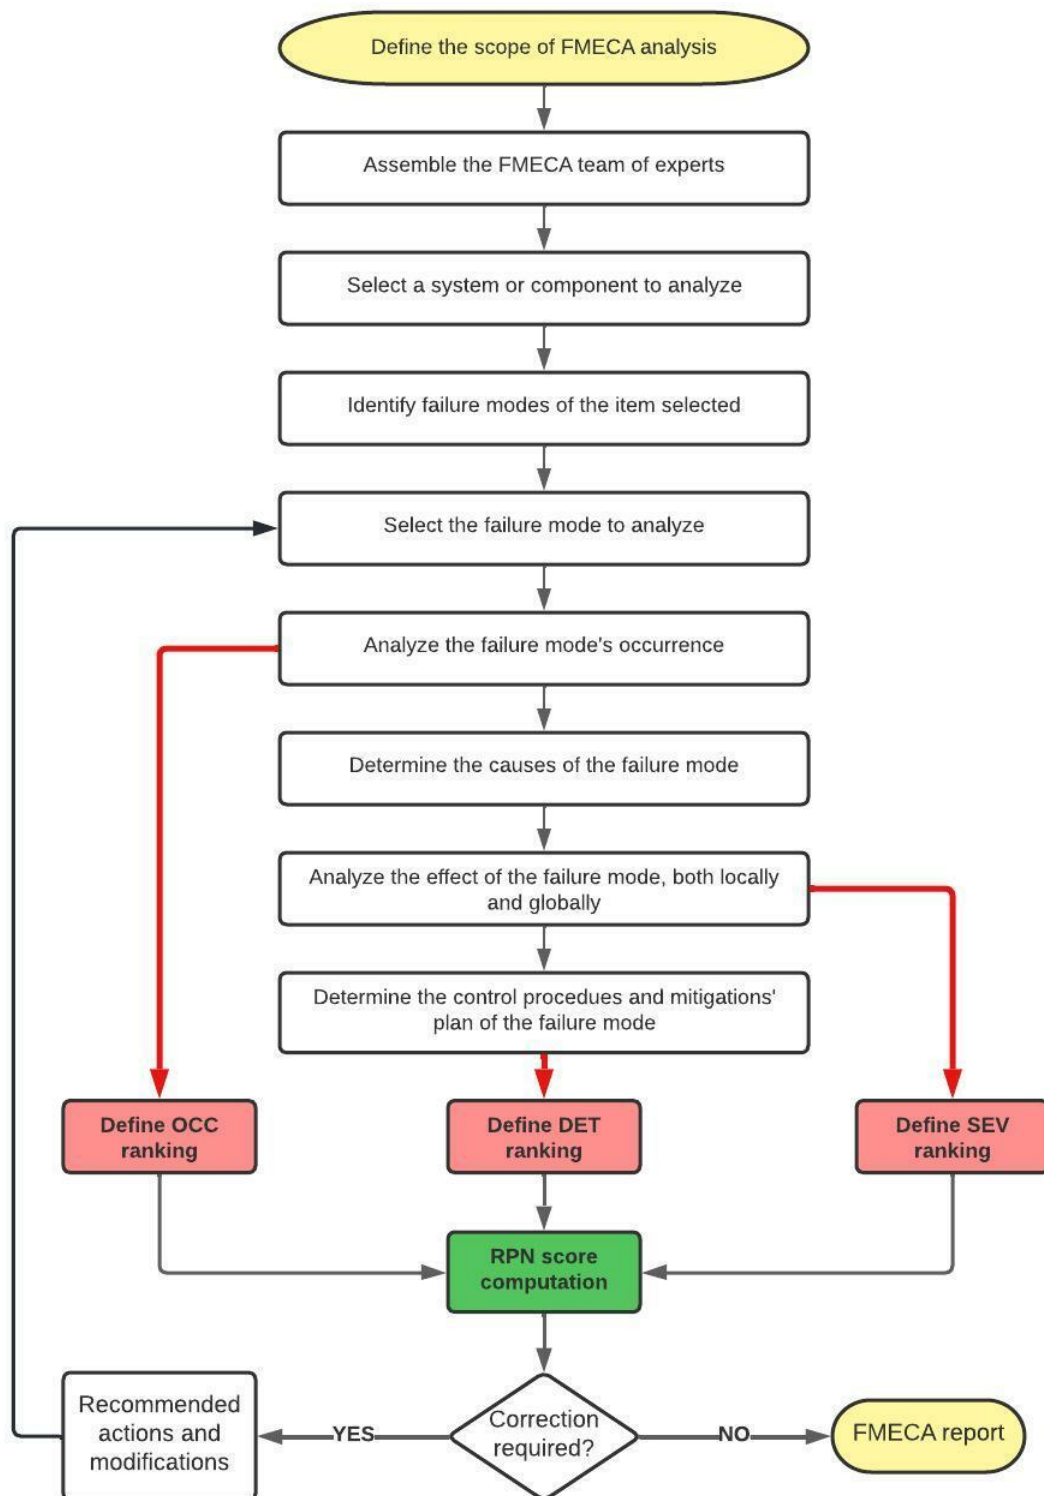 Define the scope of FMECA analysis
Assemble the FMECA team of experts
Select a system or component to analyze
Identify failure modes of the item selected
Select the failure mode to analyze
Analyze the failure mode's occurrence
Determine the causes of the failure mode
Analyze the effect of the failure mode, both locally
and globally
Determine the control procedues and mitigations'
plan of the failure mode
Define OCC
ranking
Define DET
ranking
Define SEV
ranking
RPN score
computation
Recommended
actions and
modifications
YES
Correction
required?
NO
FMECA report